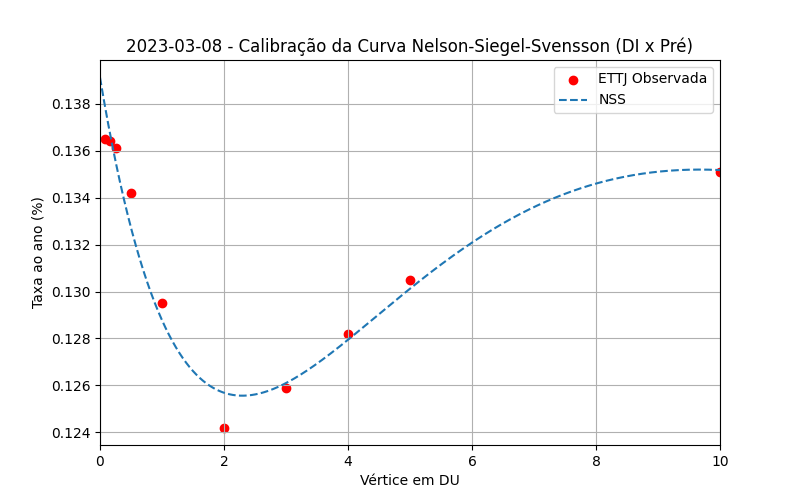 2023-03-08 - Calibração da Curva Nelson-Siegel-Svensson (DI x Pré)
ETTJ Observada
NSS
Taxa ao ano (%)
0.138
0.136
0.134
0.132
0.130
0.128
0.126
0.124
0 2 4 6 8 10
Vértice em DU